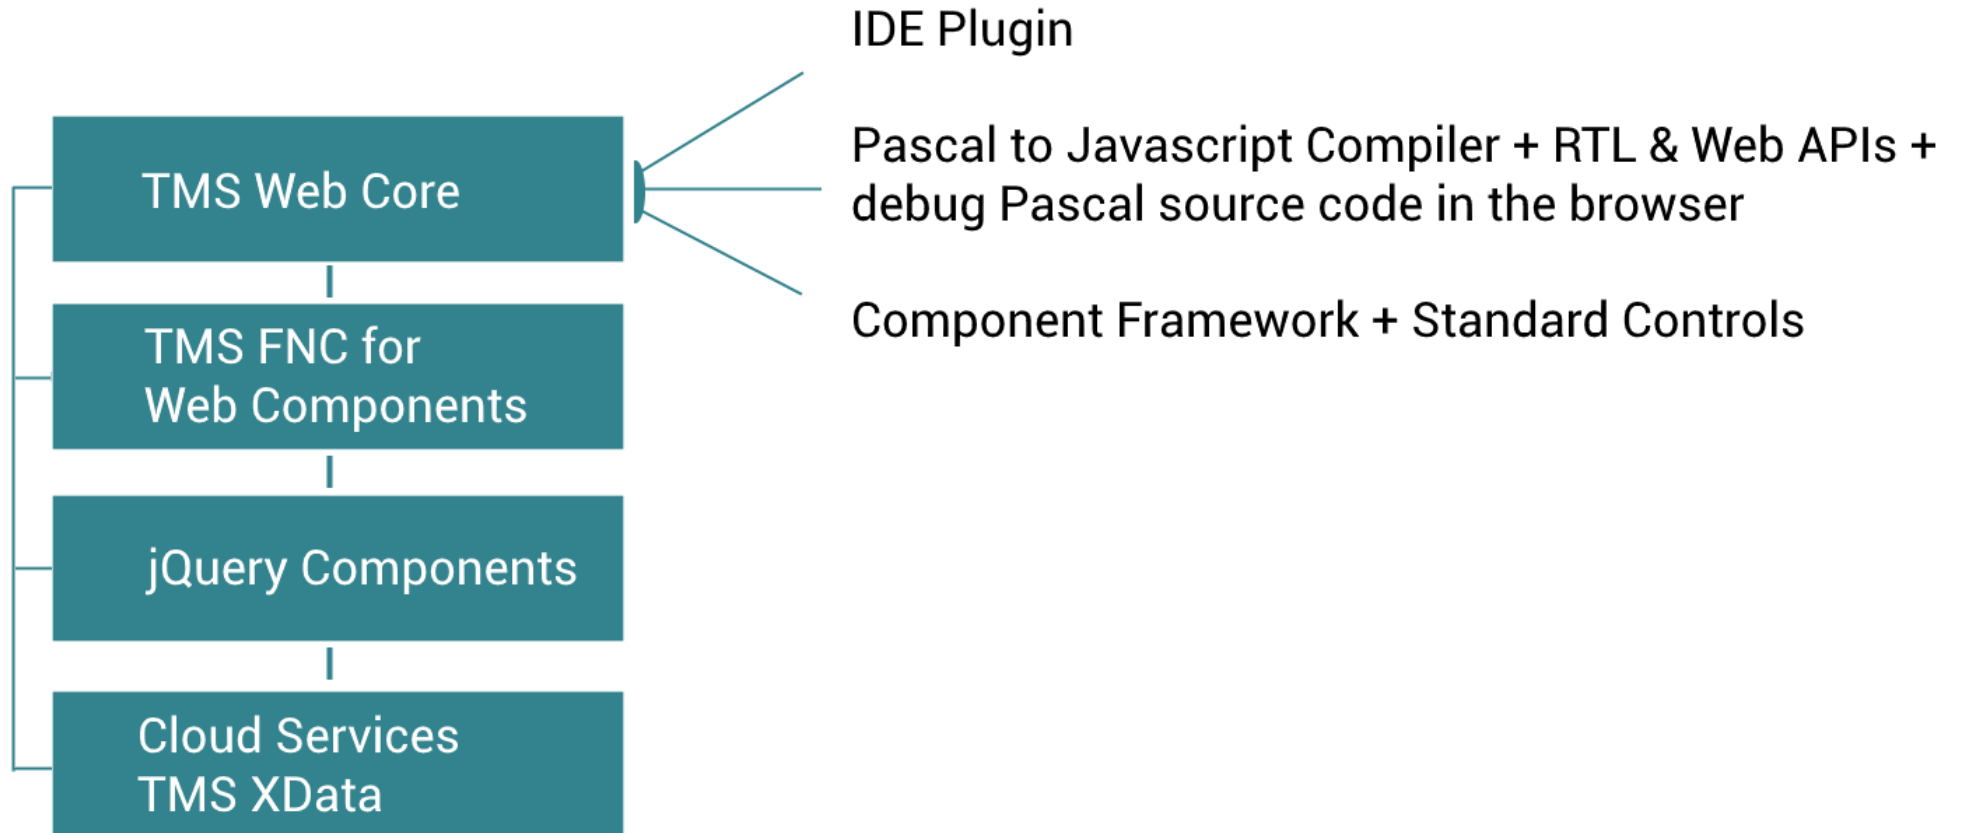 IDE Plugin
Pascal to Javascript Compiler + RTL & Web APIs +
debug Pascal source code in the browser
Component Framework + Standard Controls
TMS Web Core
TMS FNC for
Web Components
jQuery Components
Cloud Services
TMS XData